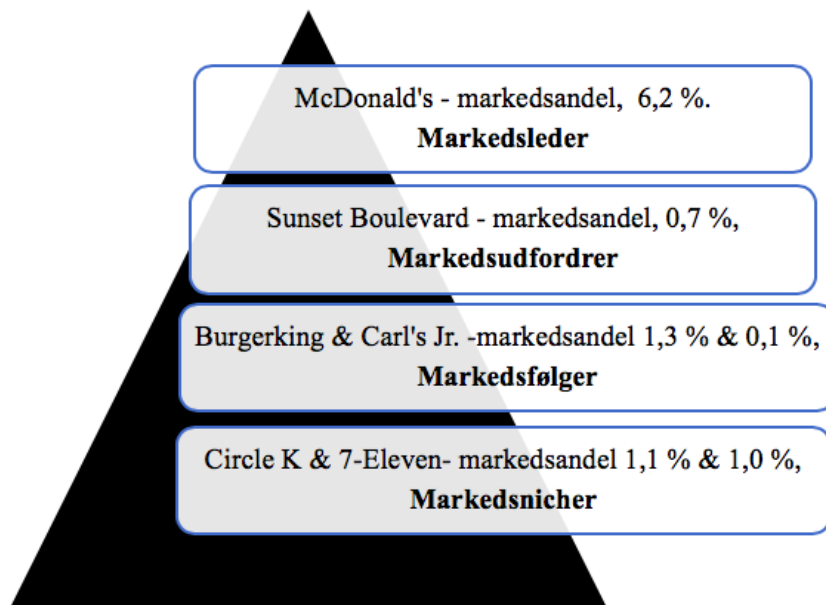 McDonald's - markedsandel, 6,2 %.
Markedsleder
Sunset Boulevard - markedsandel, 0,7 %,
Markedsudfordrer
Burgerking & Carl's Jr. -markedsandel 1,3 % & 0,1 %,
Markedsfølger
Circle K & 7-Eleven- markedsandel 1,1 % & 1,0 %,
Markedsnicher